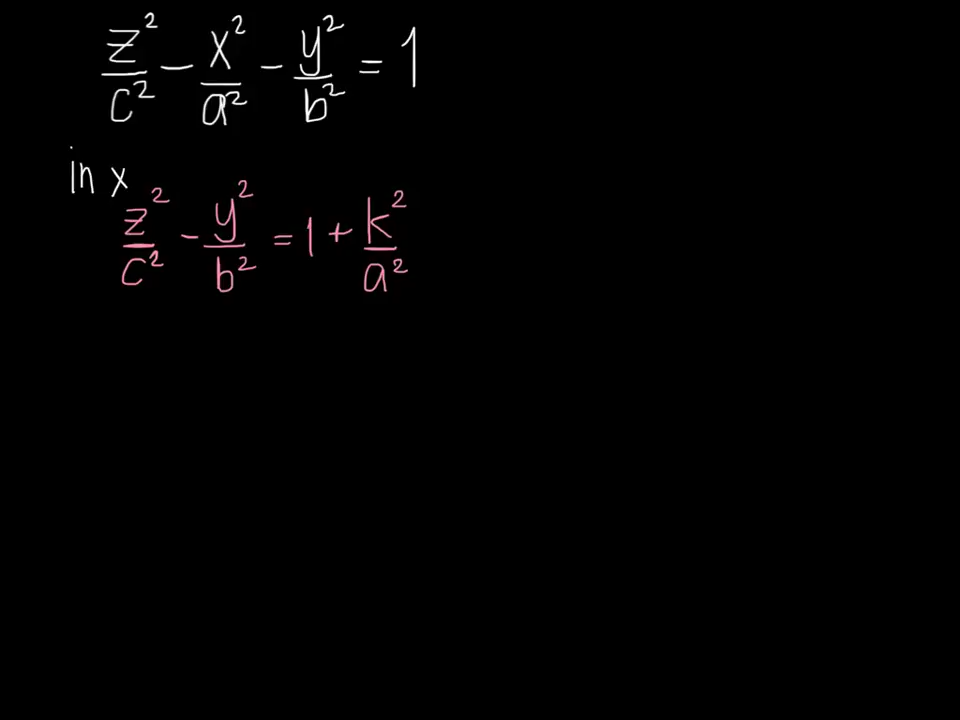 z²/c² − x²/a² − y²/b² = 1
in x
z²/c² − y²/b² = 1 + k²/a²